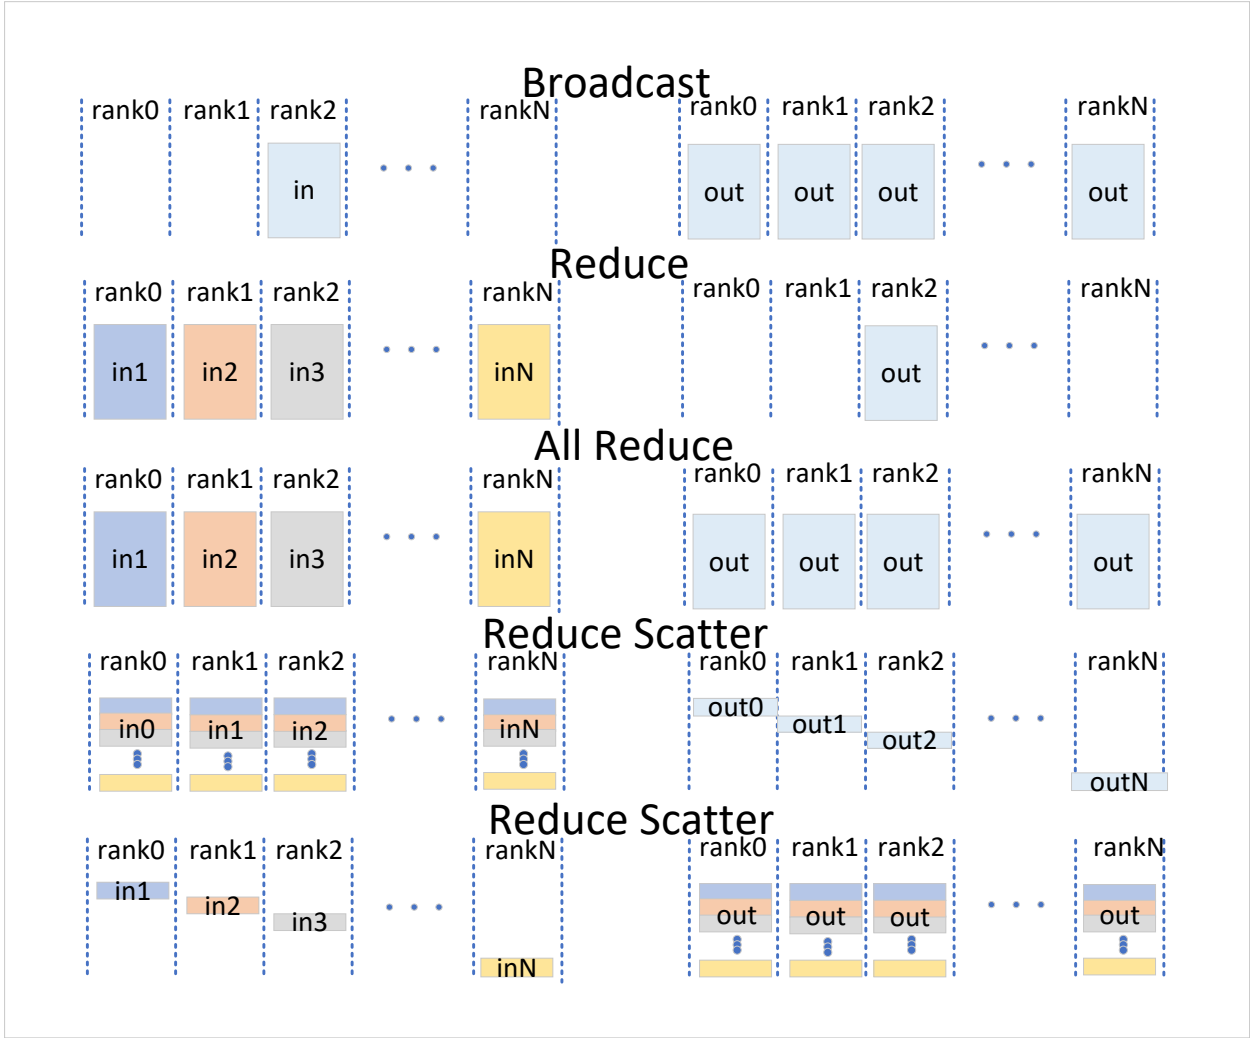 Broadcast
rank0 rank1 rank2 rankN rank0 rank1 rank2 rankN
in out out out out
Reduce
rank0 rank1 rank2 rankN rank0 rank1 rank2 rankN
in1 in2 in3 inN out
All Reduce
rank0 rank1 rank2 rankN rank0 rank1 rank2 rankN
in1 in2 in3 inN out out out out
Reduce Scatter
rank0 rank1 rank2 rankN rank0 rank1 rank2 rankN
in0 in1 in2 inN out0 out1 out2 outN
Reduce Scatter
rank0 rank1 rank2 rankN rank0 rank1 rank2 rankN
in1 in2 in3 inN out out out out